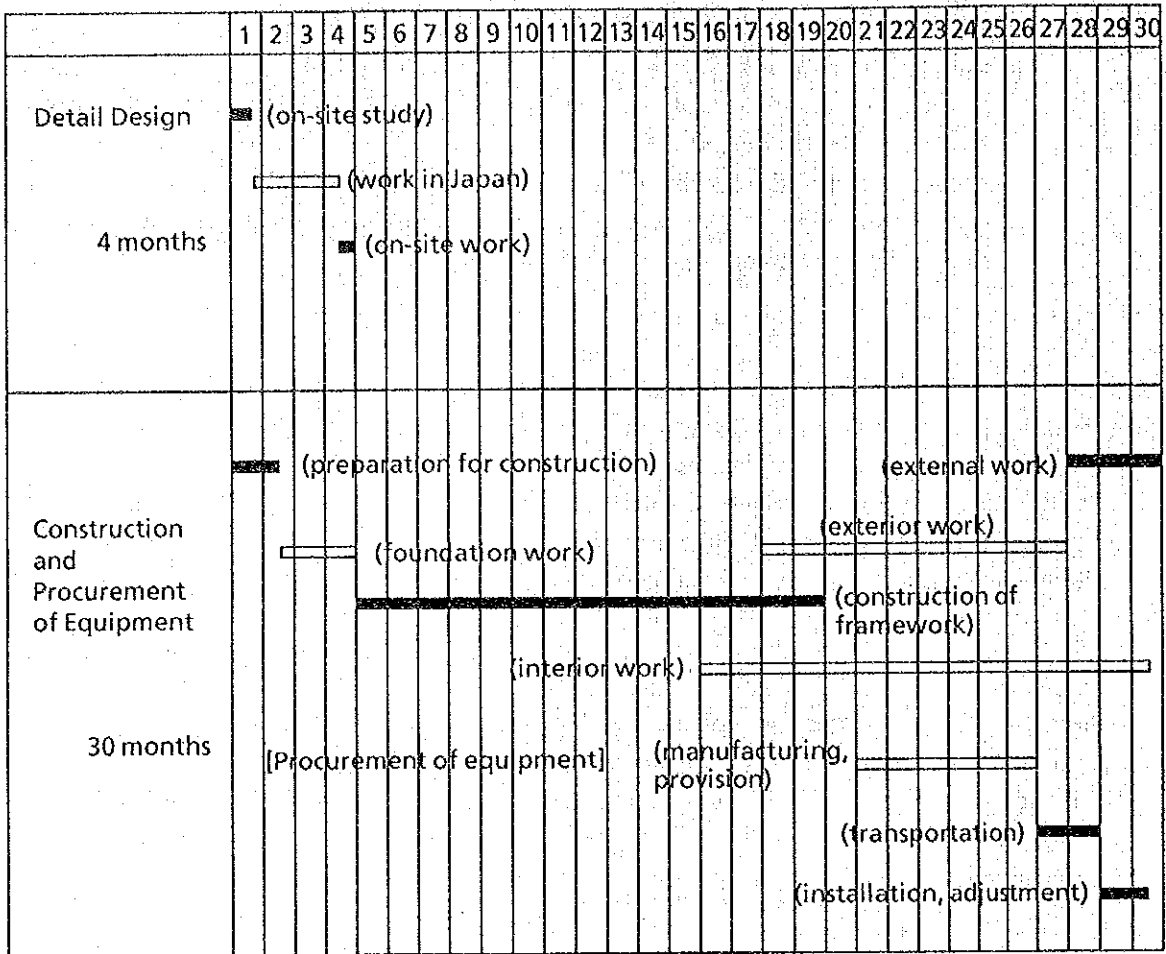 1 2 3 4 5 6 7 8 9 10 11 12 13 14 15 16 17 18 19 20 21 22 23 24 25 26 27 28 29 30
Detail Design
(on-site study)
(work in Japan)
4 months
(on-site work)
(preparation for construction)
(external work)
Construction
and
Procurement
of Equipment
(exterior work)
(foundation work)
(construction of
framework)
(interior work)
30 months
[Procurement of equipment]
(manufacturing,
provision)
(transportation)
(installation, adjustment)